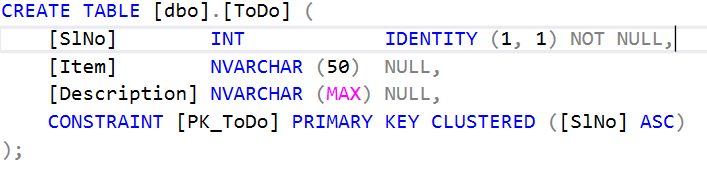 CREATE TABLE [dbo].[ToDo] (
    [SlNo]        INT            IDENTITY (1, 1) NOT NULL,
    [Item]        NVARCHAR (50)  NULL,
    [Description] NVARCHAR (MAX) NULL,
    CONSTRAINT [PK_ToDo] PRIMARY KEY CLUSTERED ([SlNo] ASC)
);